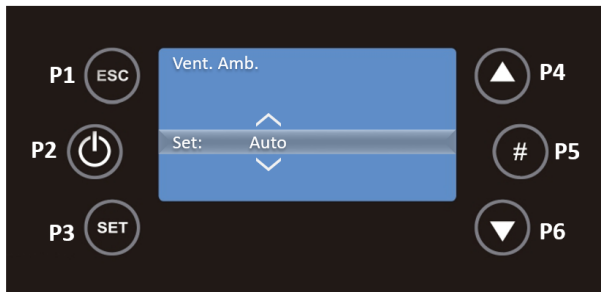 P1 ESC
Vent. Amb.
P4
P2
Set: Auto
# P5
P3 SET
P6